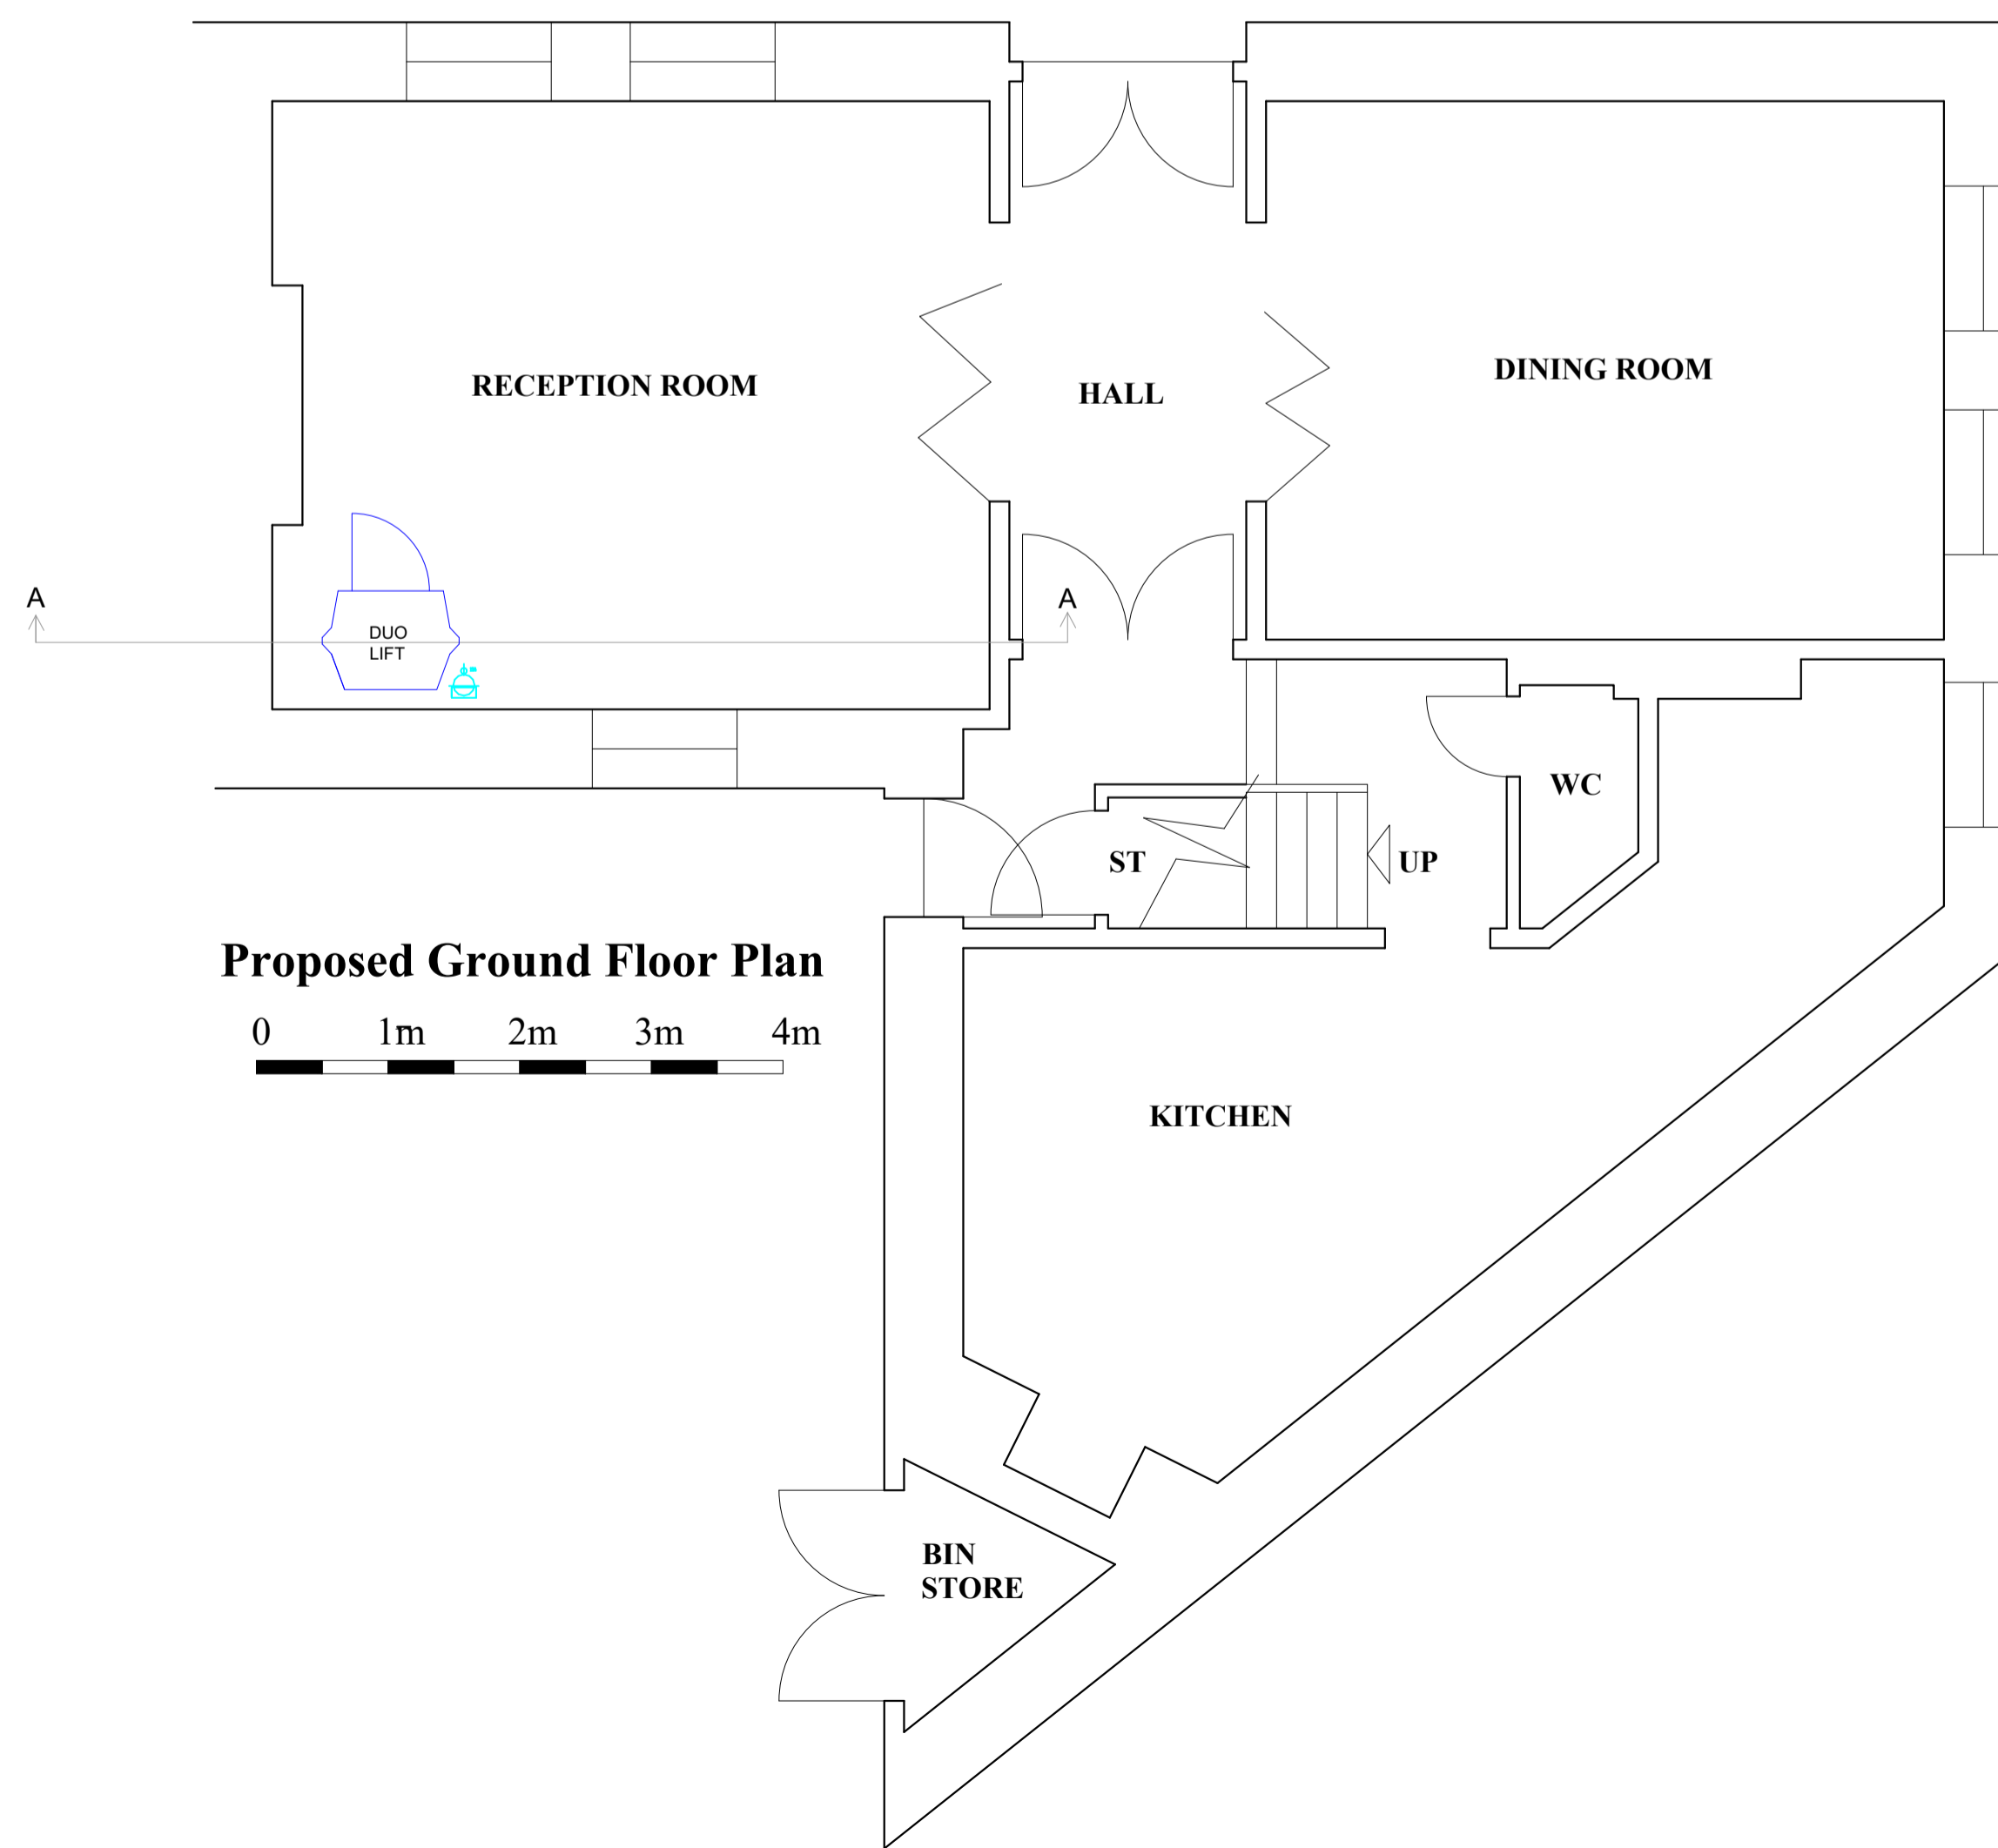 RECEPTION ROOM
HALL
DINING ROOM
A
A
DUO
LIFT
WC
ST
UP
Proposed Ground Floor Plan
0 1m 2m 3m 4m
KITCHEN
BIN
STORE